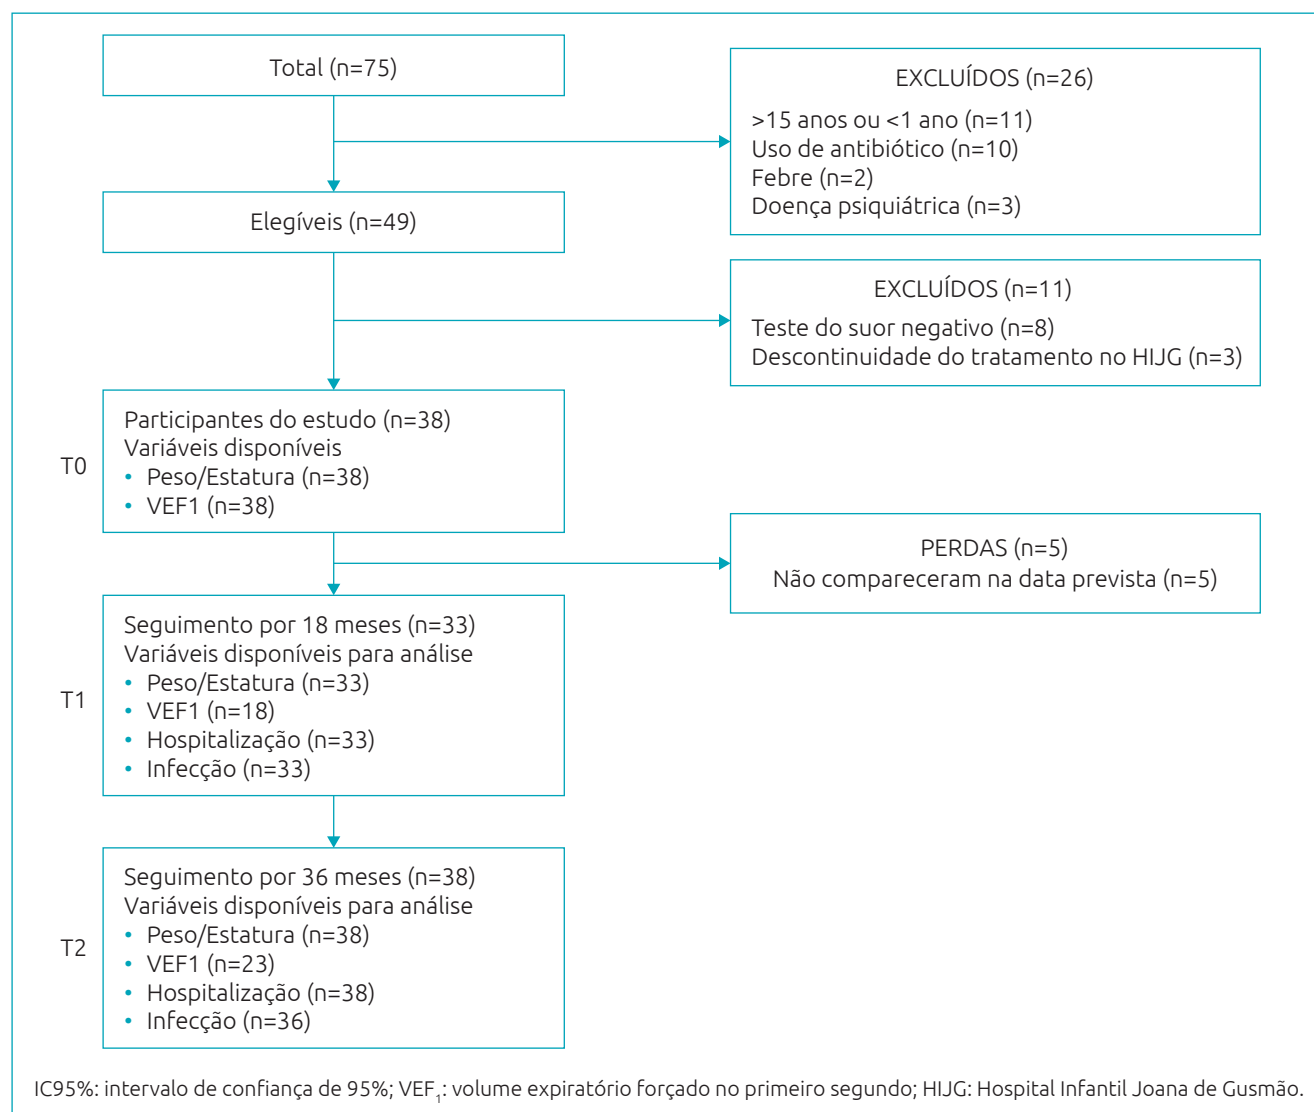 Total (n=75)
EXCLUÍDOS (n=26)
>15 anos ou <1 ano (n=11)
Uso de antibiótico (n=10)
Febre (n=2)
Doença psiquiátrica (n=3)
Elegíveis (n=49)
EXCLUÍDOS (n=11)
Teste do suor negativo (n=8)
Descontinuidade do tratamento no HIJG (n=3)
T0
Participantes do estudo (n=38)
Variáveis disponíveis
• Peso/Estatura (n=38)
• VEF1 (n=38)
PERDAS (n=5)
Não compareceram na data prevista (n=5)
T1
Seguimento por 18 meses (n=33)
Variáveis disponíveis para análise
• Peso/Estatura (n=33)
• VEF1 (n=18)
• Hospitalização (n=33)
• Infecção (n=33)
T2
Seguimento por 36 meses (n=38)
Variáveis disponíveis para análise
• Peso/Estatura (n=38)
• VEF1 (n=23)
• Hospitalização (n=38)
• Infecção (n=36)
IC95%: intervalo de confiança de 95%; VEF₁: volume expiratório forçado no primeiro segundo; HIJG: Hospital Infantil Joana de Gusmão.